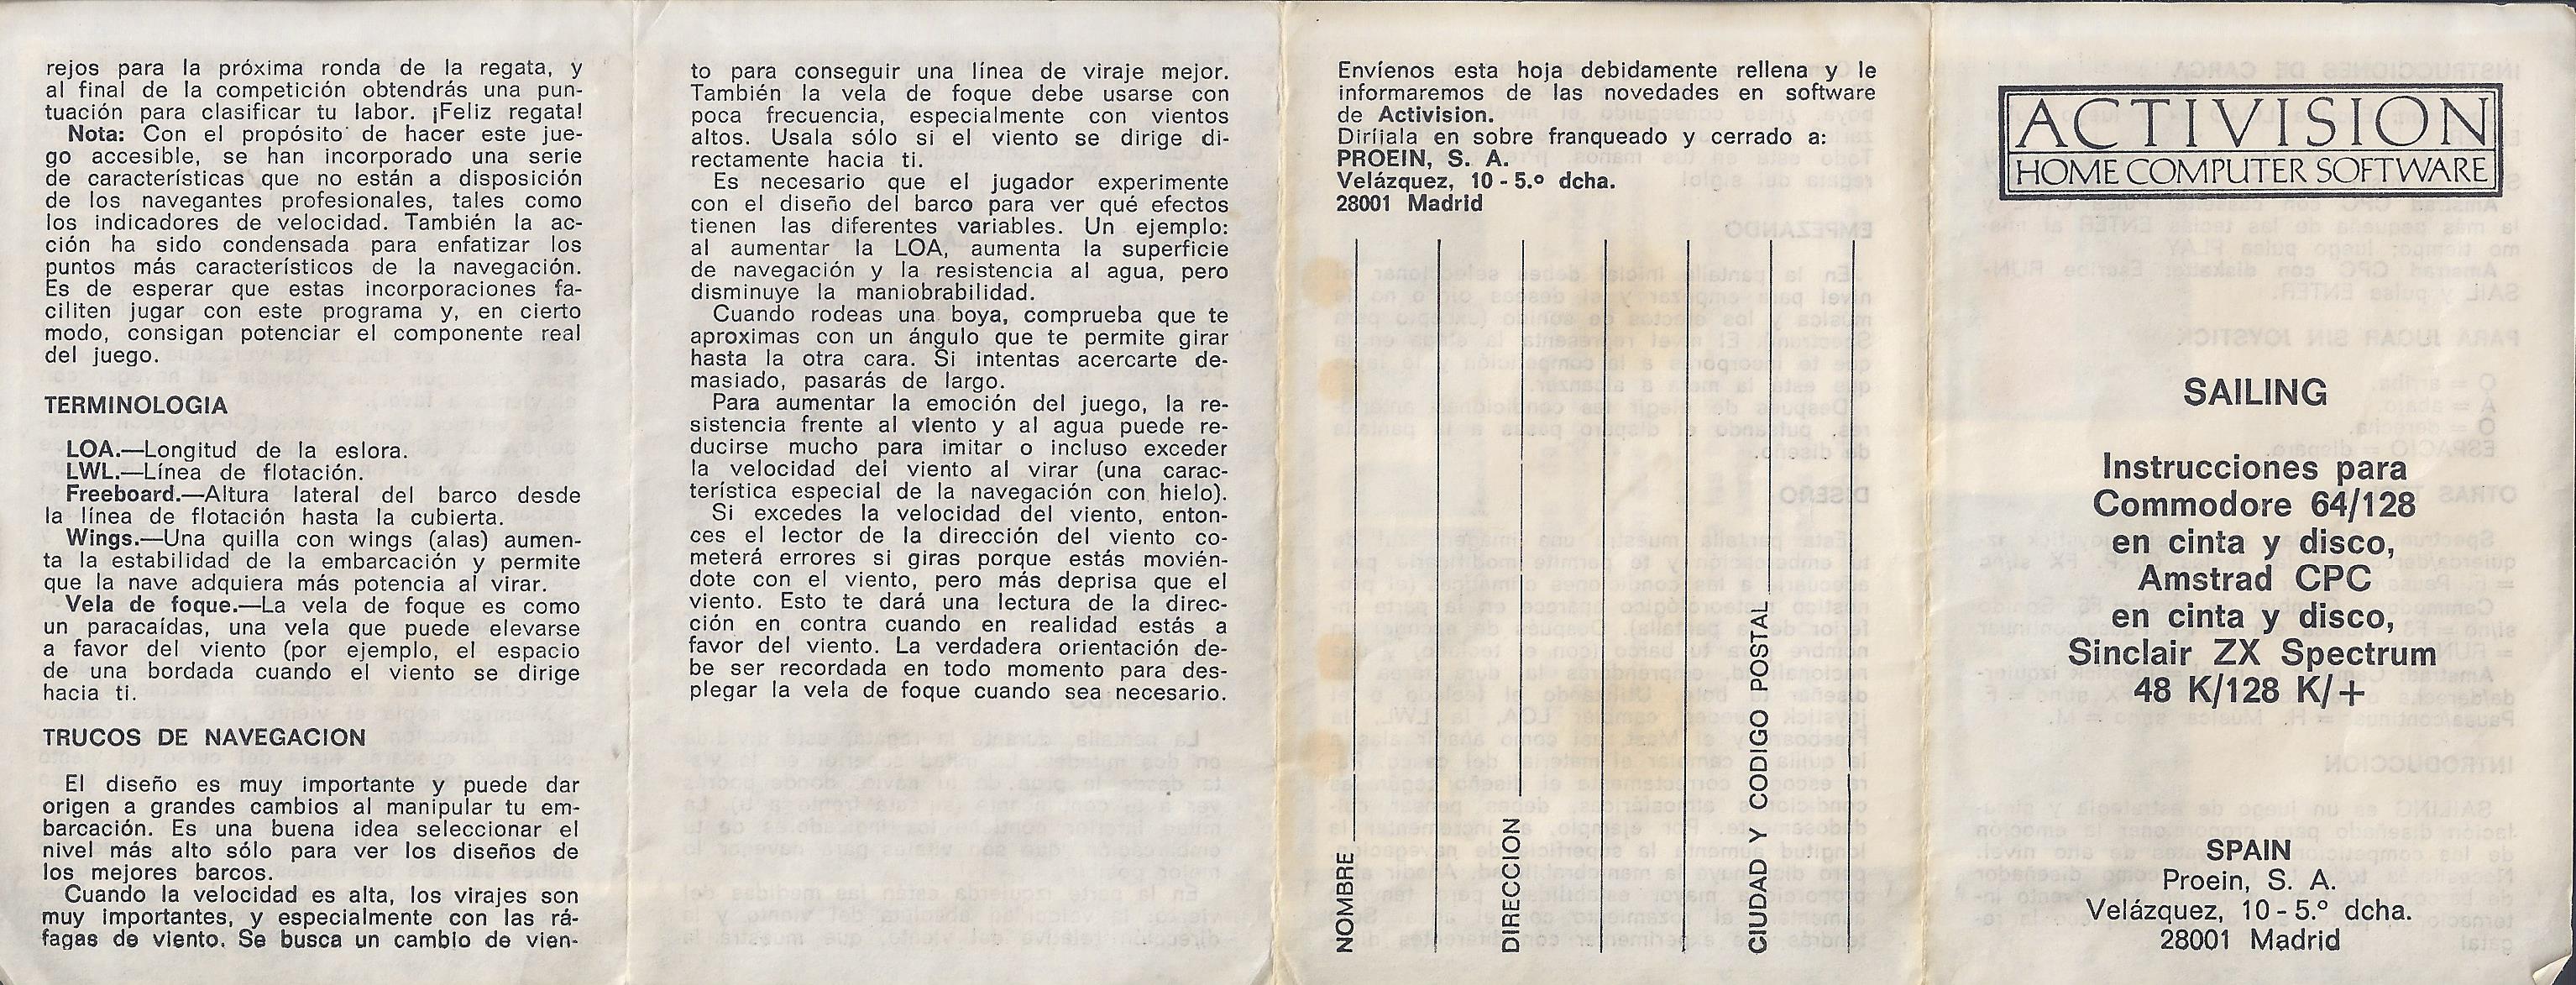 rejos para la próxima ronda de la regata, y
al final de la competición obtendrás una pun-
tuación para clasificar tu labor. ¡Feliz regata!
Nota: Con el propósito de hacer este jue-
go accesible, se han incorporado una serie
de características que no están a disposición
de los navegantes profesionales, tales como
los indicadores de velocidad. También la ac-
ción ha sido condensada para enfatizar los
puntos más característicos de la navegación.
Es de esperar que estas incorporaciones fa-
ciliten jugar con este programa y, en cierto
modo, consigan potenciar el componente real
del juego.
TERMINOLOGIA
LOA.—Longitud de la eslora.
LWL.—Línea de flotación.
Freeboard.—Altura lateral del barco desde
la línea de flotación hasta la cubierta.
Wings.—Una quilla con wings (alas) aumen-
ta la estabilidad de la embarcación y permite
que la nave adquiera más potencia al virar.
Vela de foque.—La vela de foque es como
un paracaídas, una vela que puede elevarse
a favor del viento (por ejemplo, el espacio
de una bordada cuando el viento se dirige
hacia ti.
TRUCOS DE NAVEGACION
El diseño es muy importante y puede dar
origen a grandes cambios al manipular tu em-
barcación. Es una buena idea seleccionar el
nivel más alto sólo para ver los diseños de
los mejores barcos.
Cuando la velocidad es alta, los virajes son
muy importantes, y especialmente con las rá-
fagas de viento. Se busca un cambio de vien-
to para conseguir una línea de viraje mejor.
También la vela de foque debe usarse con
poca frecuencia, especialmente con vientos
altos. Usala sólo si el viento se dirige di-
rectamente hacia ti.
Es necesario que el jugador experimente
con el diseño del barco para ver qué efectos
tienen las diferentes variables. Un ejemplo:
al aumentar la LOA, aumenta la superficie
de navegación y la resistencia al agua, pero
disminuye la maniobrabilidad.
Cuando rodeas una boya, comprueba que te
aproximas con un ángulo que te permite girar
hasta la otra cara. Si intentas acercarte de-
masiado, pasarás de largo.
Para aumentar la emoción del juego, la re-
sistencia frente al viento y al agua puede re-
ducirse mucho para imitar o incluso exceder
la velocidad del viento al virar (una carac-
terística especial de la navegación con hielo).
Si excedes la velocidad del viento, enton-
ces el lector de la dirección del viento co-
meterá errores si giras porque estás movién-
dote con el viento, pero más deprisa que el
viento. Esto te dará una lectura de la direc-
ción en contra cuando en realidad estás a
favor del viento. La verdadera orientación de-
be ser recordada en todo momento para des-
plegar la vela de foque cuando sea necesario.
Envíenos esta hoja debidamente rellena y le
informaremos de las novedades en software
de Activision.
Diríjala en sobre franqueado y cerrado a:
PROEIN, S. A.
Velázquez, 10 - 5.º dcha.
28001 Madrid
NOMBRE
DIRECCION
CIUDAD Y CODIGO POSTAL
ACTIVISION
HOME COMPUTER SOFTWARE
SAILING
Instrucciones para
Commodore 64/128
en cinta y disco,
Amstrad CPC
en cinta y disco,
Sinclair ZX Spectrum
48 K/128 K/+
SPAIN
Proein, S. A.
Velázquez, 10 - 5.º dcha.
28001 Madrid